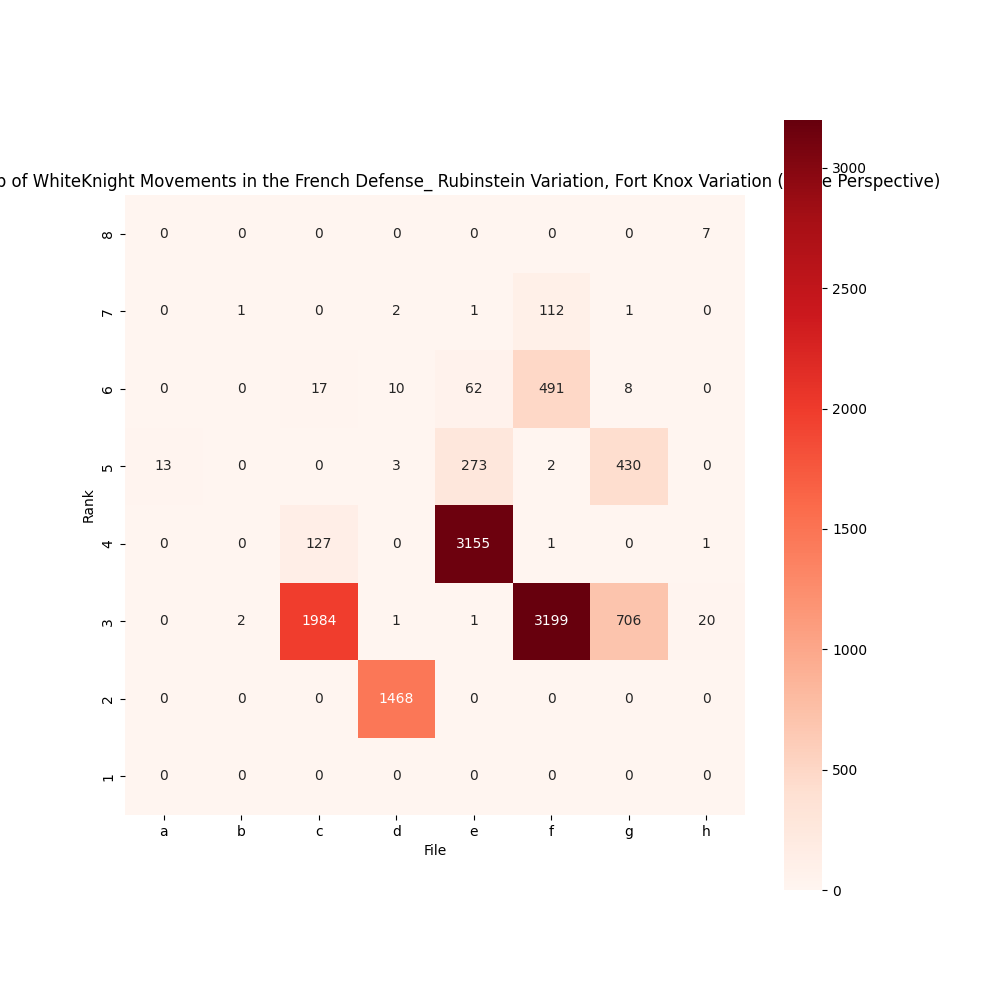 of WhiteKnight Movements in the French Defense_ Rubinstein Variation, Fort Knox Variation ( Perspective)
3000
8 0 0 0 0 0 0 0 7
2500
7 0 1 0 2 1 112 1 0
6 0 0 17 10 62 491 8 0
2000
5 13 0 0 3 273 2 430 0
Rank
1500
4 0 0 127 0 3155 1 0 1
1000
3 0 2 1984 1 1 3199 706 20
2 0 0 0 1468 0 0 0 0
500
1 0 0 0 0 0 0 0 0
a b c d e f g h
File
0